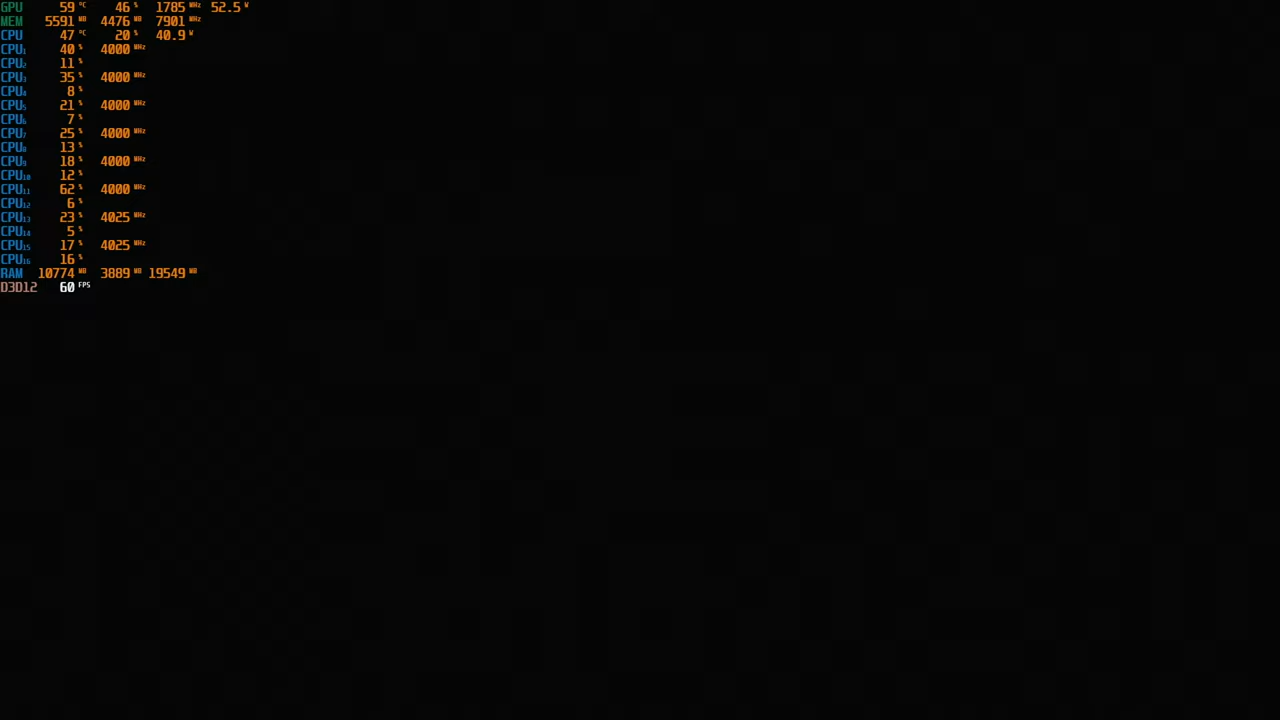 GPU 59 °C 46 % 1785 MHz 52.5 W
MEM 5591 MB 4476 MB 7901 MHz
CPU 47 °C 20 % 40.9 W
CPU1 40 % 4000 MHz
CPU2 11 %
CPU3 35 % 4000 MHz
CPU4 8 %
CPU5 21 % 4000 MHz
CPU6 7 %
CPU7 25 % 4000 MHz
CPU8 13 %
CPU9 18 % 4000 MHz
CPU10 12 %
CPU11 62 % 4000 MHz
CPU12 6 %
CPU13 23 % 4025 MHz
CPU14 5 %
CPU15 17 % 4025 MHz
CPU16 16 %
RAM 10774 MB 3889 MB 19549 MB
D3D12 60 FPS